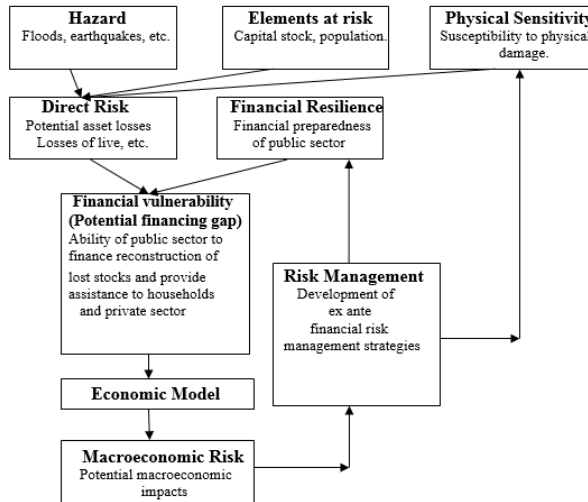 Hazard
Floods, earthquakes, etc.
Elements at risk
Capital stock, population.
Physical Sensitivity
Susceptibility to physical
damage.
Direct Risk
Potential asset losses
Losses of live, etc.
Financial Resilience
Financial preparedness
of public sector
Financial vulnerability
(Potential financing gap)
Ability of public sector to
finance reconstruction of
lost stocks and provide
assistance to households
and private sector
Risk Management
Development of
ex ante
financial risk
management strategies
Economic Model
Macroeconomic Risk
Potential macroeconomic
impacts